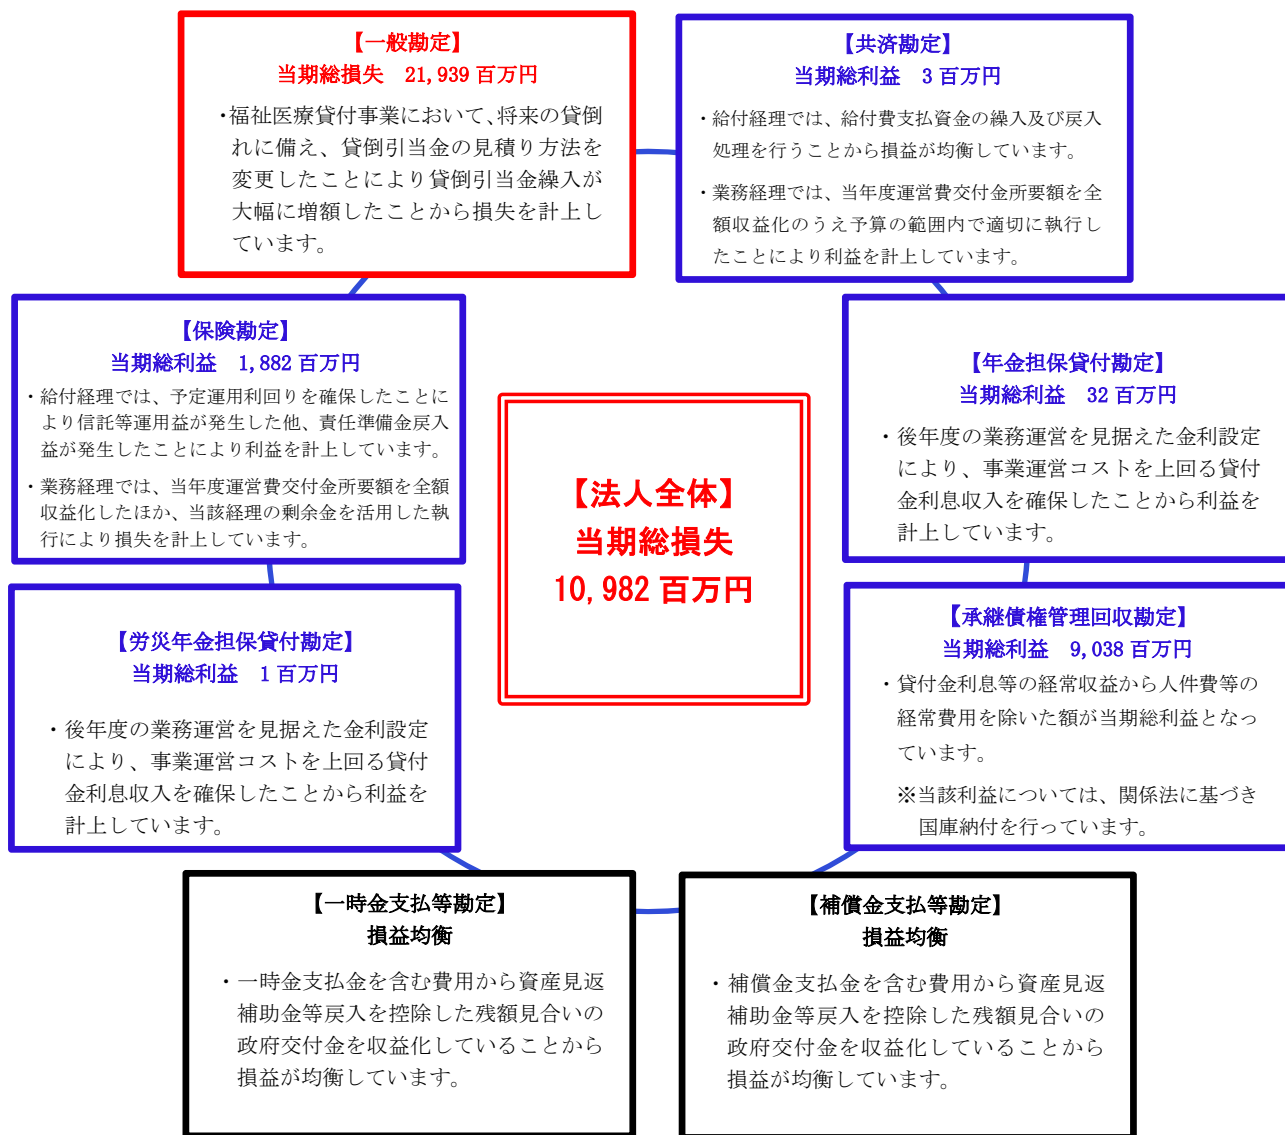 【一般勘定】
当期総損失　21,939 百万円
・福祉医療貸付事業において、将来の貸倒
れに備え、貸倒引当金の見積り方法を
変更したことにより貸倒引当金繰入が
大幅に増額したことから損失を計上し
ています。
【共済勘定】
当期総利益　3 百万円
・給付経理では、給付費支払資金の繰入及び戻入
処理を行うことから損益が均衡しています。
・業務経理では、当年度運営費交付金所要額を全
額収益化のうえ予算の範囲内で適切に執行し
たことにより利益を計上しています。
【保険勘定】
当期総利益　1,882 百万円
・給付経理では、予定運用利回りを確保したことに
より信託等運用益が発生した他、責任準備金戻入
益が発生したことにより利益を計上しています。
・業務経理では、当年度運営費交付金所要額を全額
収益化したほか、当該経理の剰余金を活用した執
行により損失を計上しています。
【年金担保貸付勘定】
当期総利益　32 百万円
・後年度の業務運営を見据えた金利設定
により、事業運営コストを上回る貸付
金利息収入を確保したことから利益を
計上しています。
【法人全体】
当期総損失
10,982 百万円
【労災年金担保貸付勘定】
当期総利益　1 百万円
・後年度の業務運営を見据えた金利設定
により、事業運営コストを上回る貸付
金利息収入を確保したことから利益を
計上しています。
【承継債権管理回収勘定】
当期総利益　9,038 百万円
・貸付金利息等の経常収益から人件費等の
経常費用を除いた額が当期総利益となっ
ています。
※当該利益については、関係法に基づき
国庫納付を行っています。
【一時金支払等勘定】
損益均衡
・一時金支払金を含む費用から資産見返
補助金等戻入を控除した残額見合いの
政府交付金を収益化していることから
損益が均衡しています。
【補償金支払等勘定】
損益均衡
・補償金支払金を含む費用から資産見返
補助金等戻入を控除した残額見合いの
政府交付金を収益化していることから
損益が均衡しています。